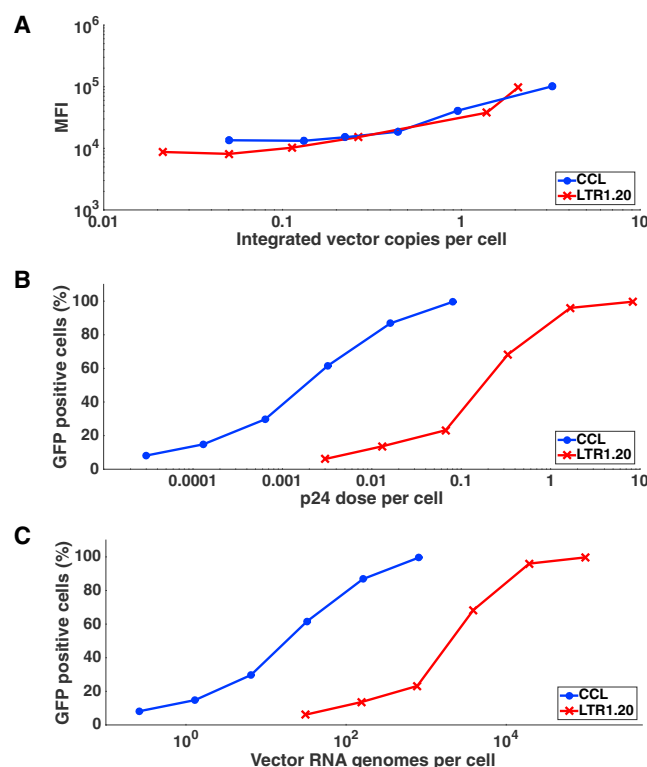 A
10^6
10^5
10^4
10^3
MFI
0.01 0.1 1 10
Integrated vector copies per cell
CCL
LTR1.20
B
100
80
60
40
20
0
GFP positive cells (%)
0.0001 0.001 0.01 0.1 1 10
p24 dose per cell
CCL
LTR1.20
C
100
80
60
40
20
0
GFP positive cells (%)
10^0 10^2 10^4
Vector RNA genomes per cell
CCL
LTR1.20